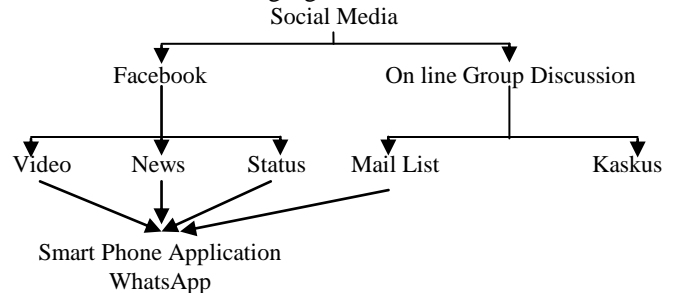 Social Media
Facebook On line Group Discussion
Video News Status Mail List Kaskus
Smart Phone Application
WhatsApp